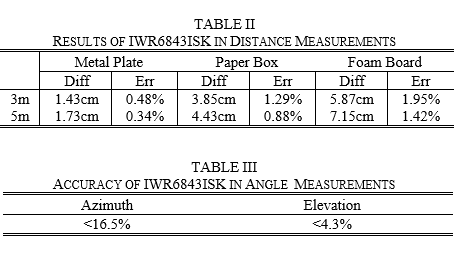 TABLE II
RESULTS OF IWR6843ISK IN DISTANCE MEASUREMENTS
Metal Plate Paper Box Foam Board
Diff Err Diff Err Diff Err
3m 1.43cm 0.48% 3.85cm 1.29% 5.87cm 1.95%
5m 1.73cm 0.34% 4.43cm 0.88% 7.15cm 1.42%
TABLE III
ACCURACY OF IWR6843ISK IN ANGLE MEASUREMENTS
Azimuth Elevation
<16.5% <4.3%